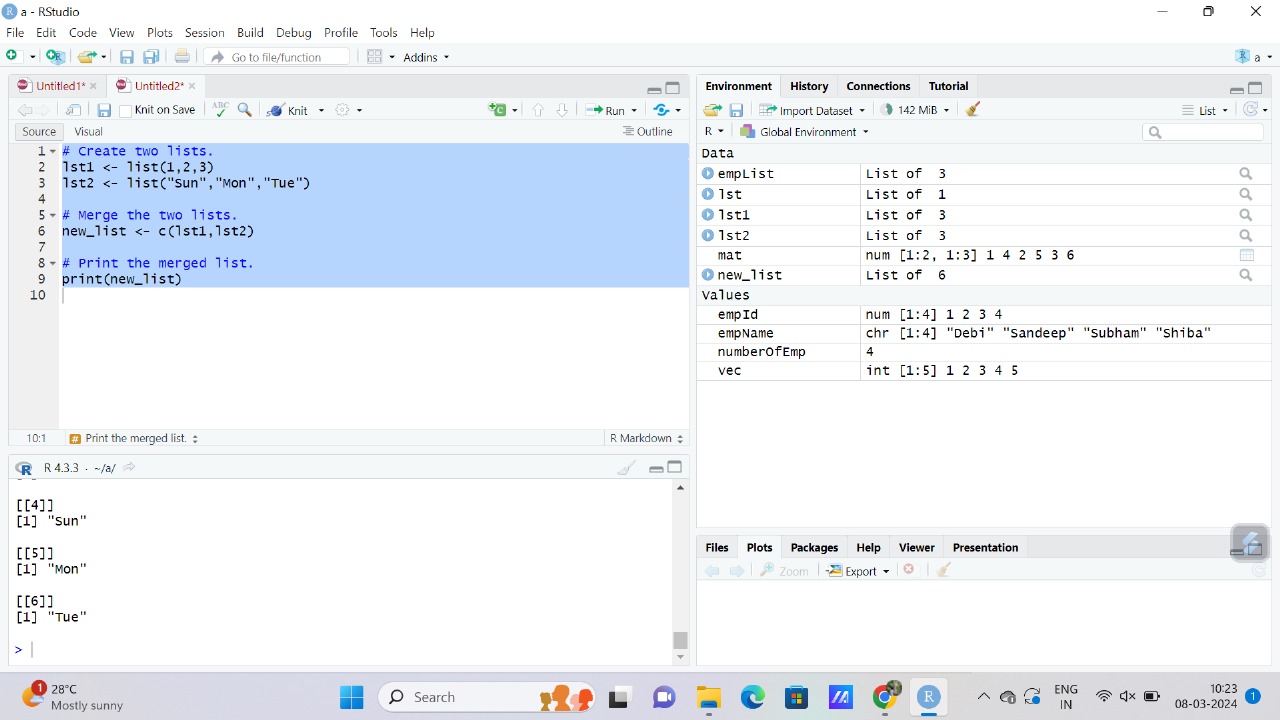 a - RStudio
File Edit Code View Plots Session Build Debug Profile Tools Help
Go to file/function Addins a
Untitled1* Untitled2*
Knit on Save ABC Knit Run
Source Visual Outline
1 # Create two lists.
2 lst1 <- list(1,2,3)
3 lst2 <- list("Sun","Mon","Tue")
4
5 # Merge the two lists.
6 new_list <- c(lst1,lst2)
7
8 # Print the merged list.
9 print(new_list)
10
10:1 # Print the merged list. R Markdown
R R 4.3.3 · ~/a/
[[4]]
[1] "Sun"
[[5]]
[1] "Mon"
[[6]]
[1] "Tue"
>
Environment History Connections Tutorial
Import Dataset 142 MiB List
R Global Environment
Data
empList List of 3
lst List of 1
lst1 List of 3
lst2 List of 3
mat num [1:2, 1:3] 1 4 2 5 3 6
new_list List of 6
Values
empId num [1:4] 1 2 3 4
empName chr [1:4] "Debi" "Sandeep" "Subham" "Shiba"
numberOfEmp 4
vec int [1:5] 1 2 3 4 5
Files Plots Packages Help Viewer Presentation
Zoom Export
1 28°C
Mostly sunny
Search
R
ENG
IN
10:23
08-03-2024
1